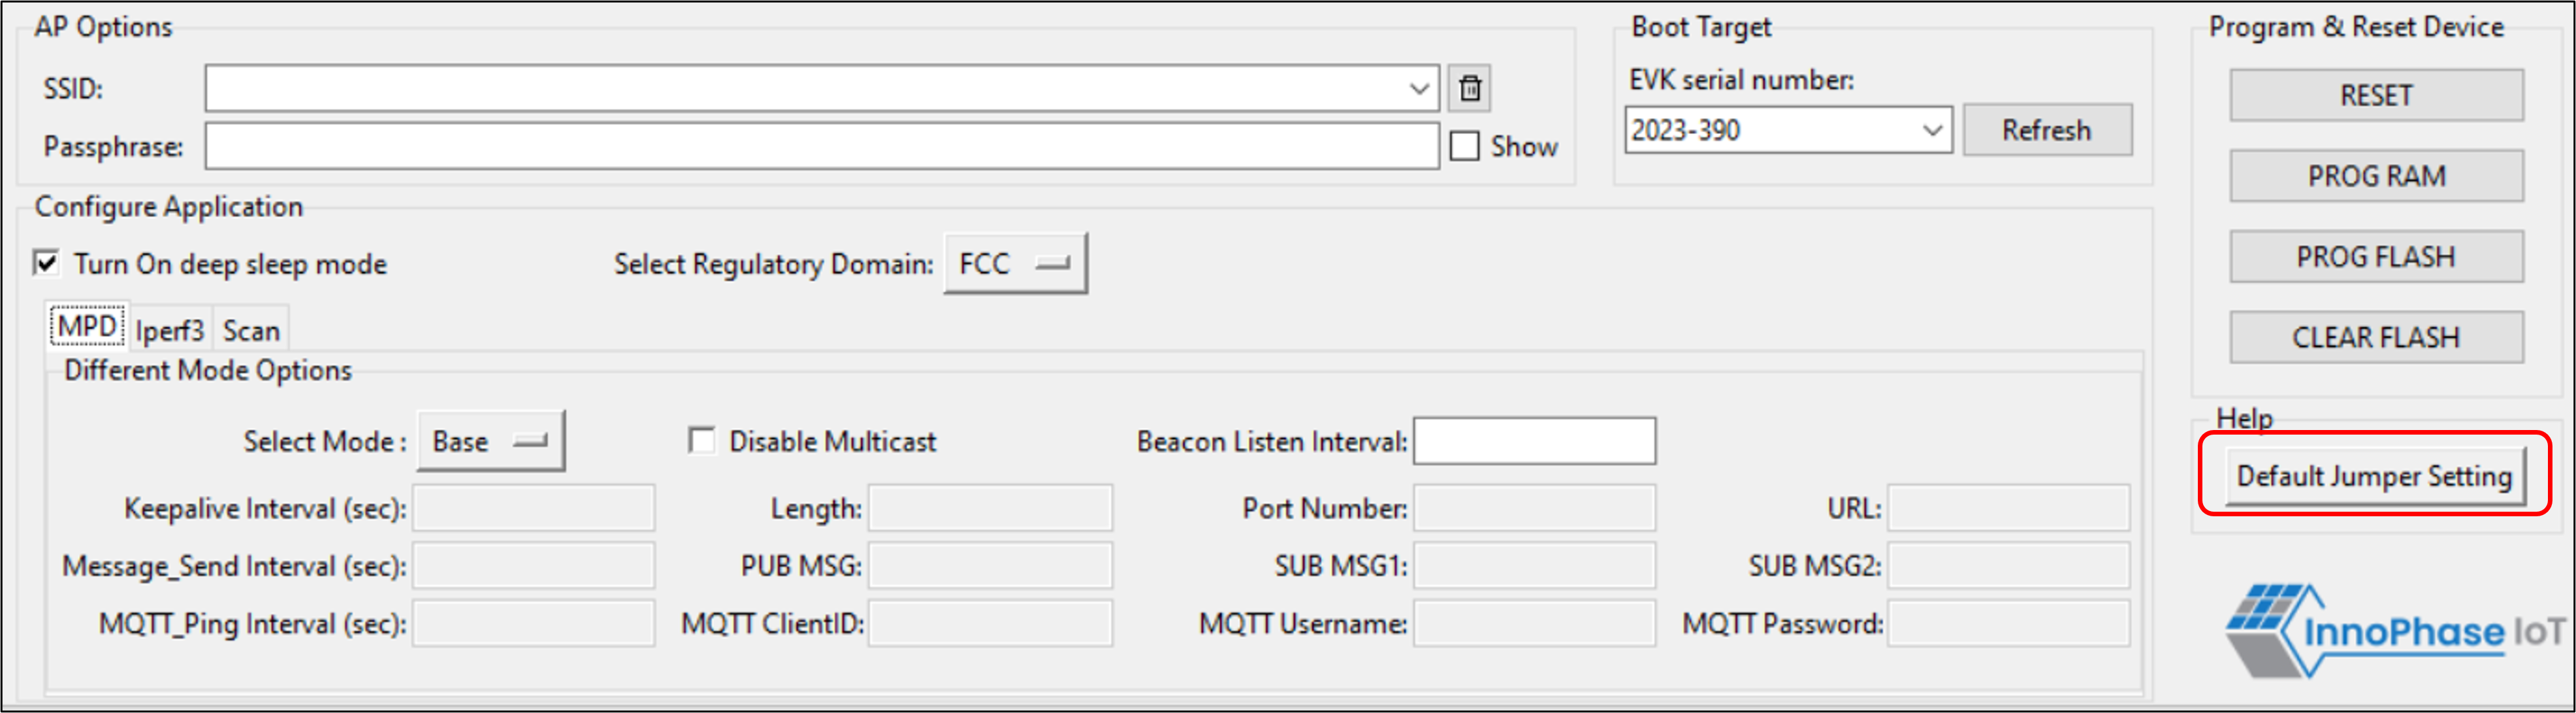 AP Options
SSID:
Passphrase:
Show
Boot Target
EVK serial number:
2023-390
Refresh
Program & Reset Device
RESET
PROG RAM
PROG FLASH
CLEAR FLASH
Configure Application
Turn On deep sleep mode
Select Regulatory Domain: FCC
MPD Iperf3 Scan
Different Mode Options
Select Mode : Base
Disable Multicast
Beacon Listen Interval:
Keepalive Interval (sec): Length: Port Number: URL:
Message_Send Interval (sec): PUB MSG: SUB MSG1: SUB MSG2:
MQTT_Ping Interval (sec): MQTT ClientID: MQTT Username: MQTT Password:
Help
Default Jumper Setting
InnoPhase IoT